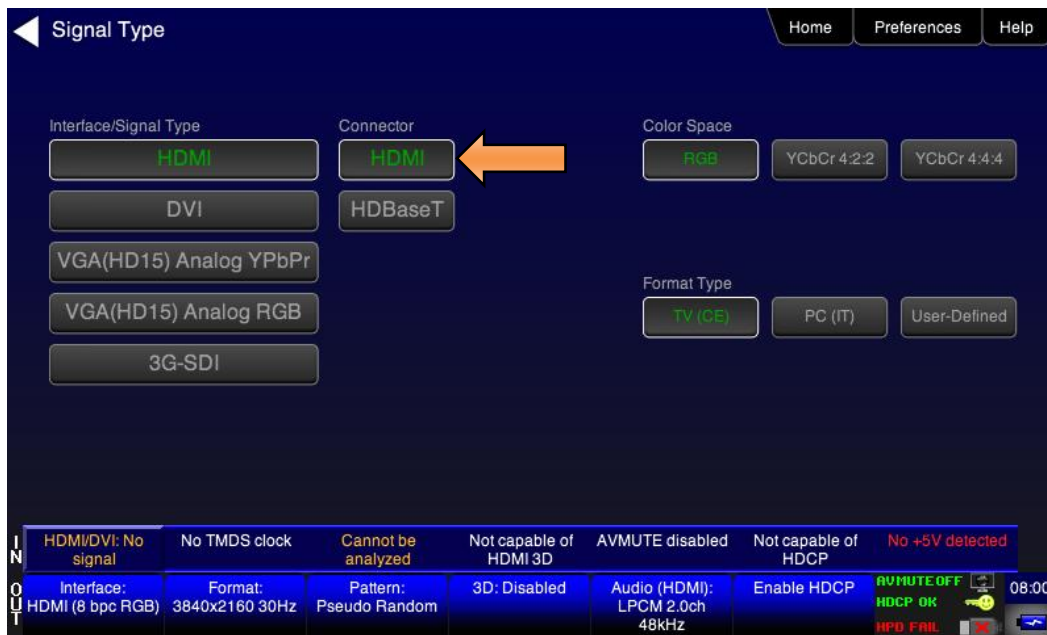 Signal Type
Home
Preferences
Help
Interface/Signal Type
Connector
Color Space
HDMI
HDMI
RGB
YCbCr 4:2:2
YCbCr 4:4:4
DVI
HDBaseT
VGA(HD15) Analog YPbPr
Format Type
VGA(HD15) Analog RGB
TV (CE)
PC (IT)
User-Defined
3G-SDI
IN
HDMI/DVI: No
signal
No TMDS clock
Cannot be
analyzed
Not capable of
HDMI 3D
AVMUTE disabled
Not capable of
HDCP
No +5V detected
OUT
Interface:
HDMI (8 bpc RGB)
Format:
3840x2160 30Hz
Pattern:
Pseudo Random
3D: Disabled
Audio (HDMI):
LPCM 2.0ch
48kHz
Enable HDCP
AVMUTE OFF
HDCP OK
HPD FAIL
08:00